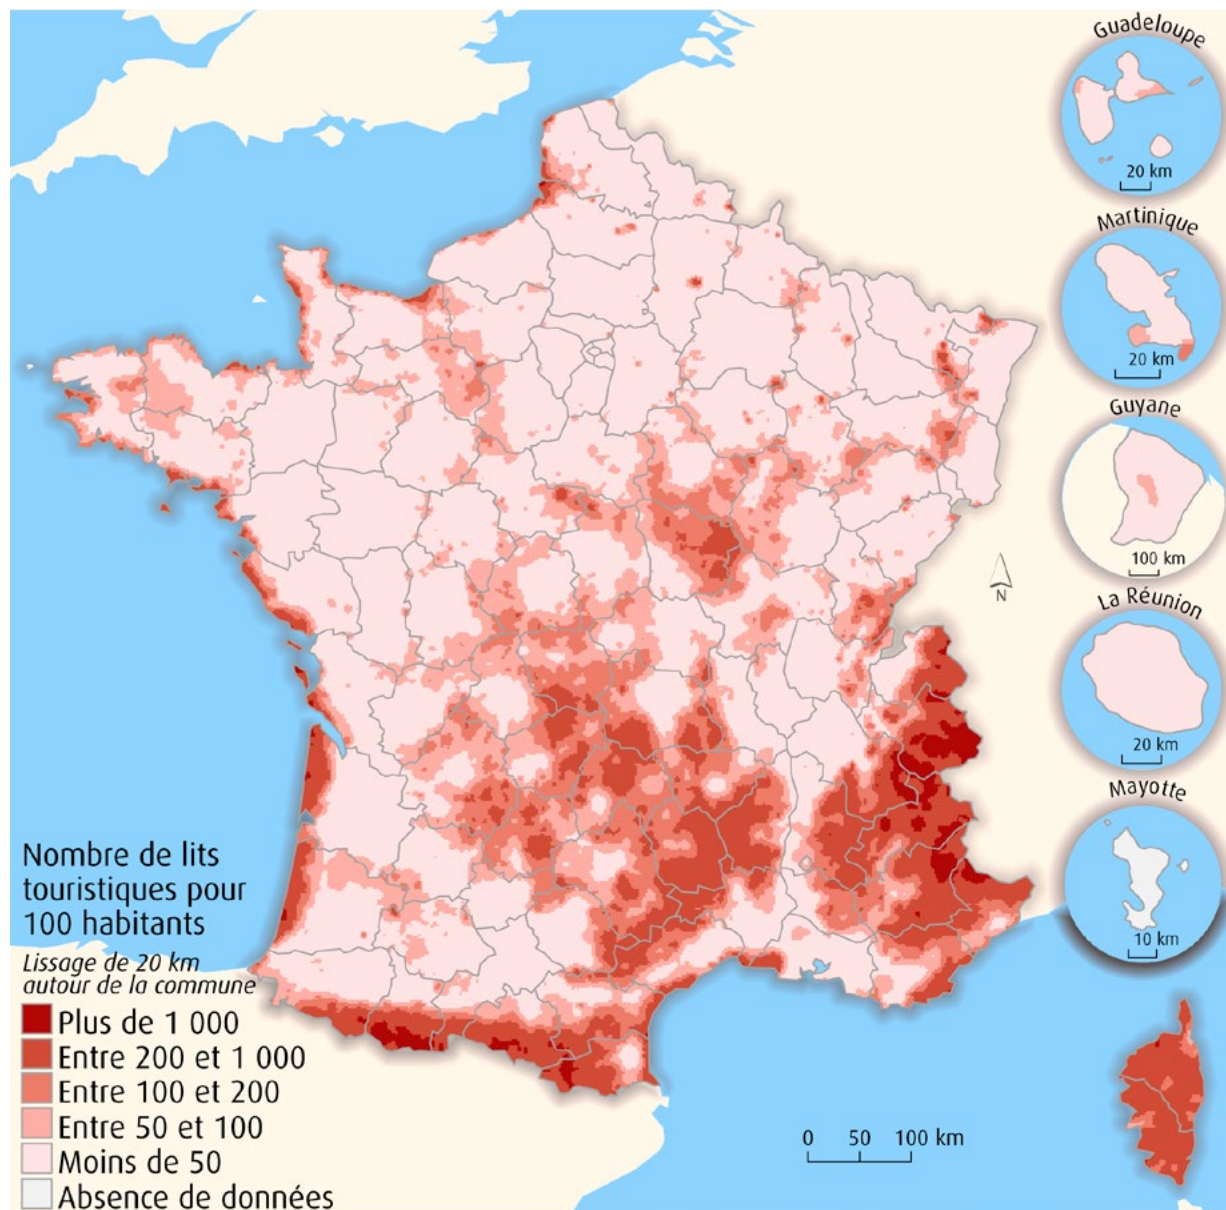 Guadeloupe
20 km
Martinique
20 km
Guyane
100 km
La Réunion
20 km
Mayotte
10 km
N
Nombre de lits
touristiques pour
100 habitants
Lissage de 20 km
autour de la commune
Plus de 1 000
Entre 200 et 1 000
Entre 100 et 200
Entre 50 et 100
Moins de 50
Absence de données
0 50 100 km